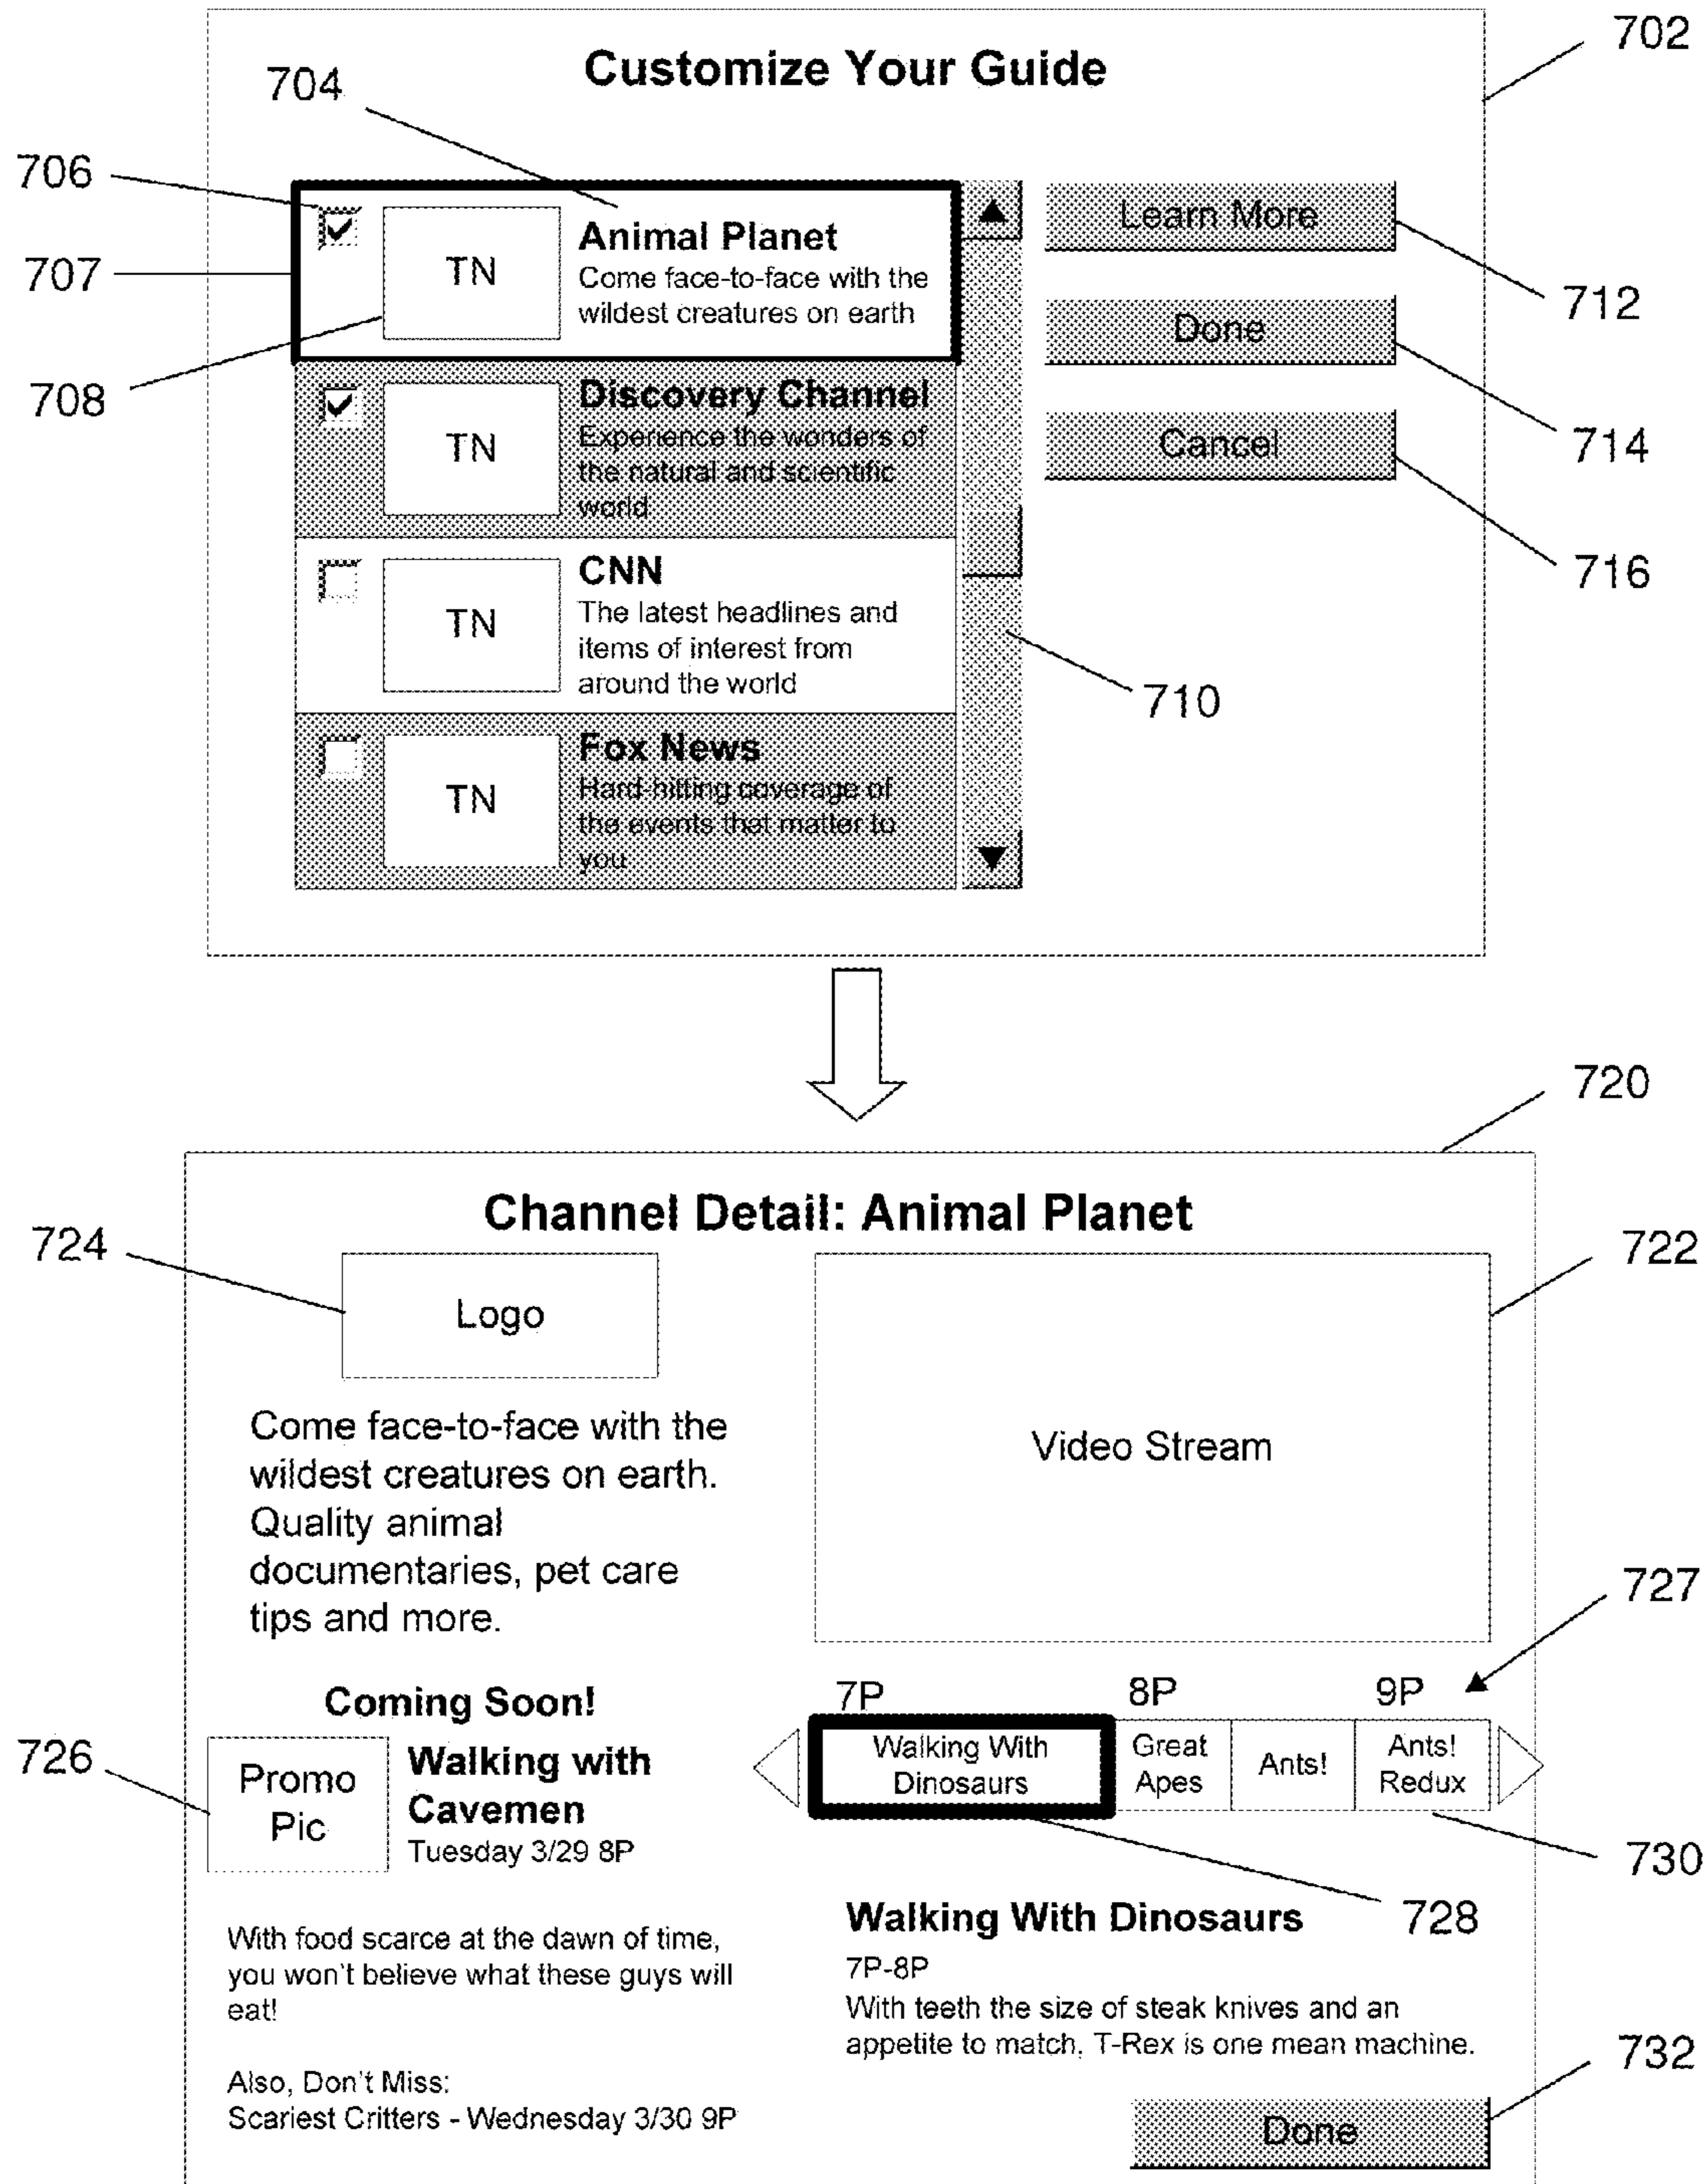 702
Customize Your Guide
704
706
707
708
Animal Planet
TN
Come face-to-face with the
wildest creatures on earth
Learn More
712
Done
714
Cancel
716
Discovery Channel
TN
Experience the wonders of
the natural and scientific
world
CNN
TN
The latest headlines and
items of interest from
around the world
710
Fox News
TN
Hard-hitting coverage of
the events that matter to
you
720
Channel Detail: Animal Planet
724
Logo
722
Video Stream
Come face-to-face with the
wildest creatures on earth.
Quality animal
documentaries, pet care
tips and more.
727
Coming Soon!
726
Promo
Pic
Walking with
Cavemen
Tuesday 3/29 8P
7P
8P
9P
Walking With
Dinosaurs
Great
Apes
Ants!
Ants!
Redux
730
728
With food scarce at the dawn of time,
you won't believe what these guys will
eat!
Also, Don't Miss:
Scariest Critters - Wednesday 3/30 9P
Walking With Dinosaurs
7P-8P
With teeth the size of steak knives and an
appetite to match, T-Rex is one mean machine.
732
Done